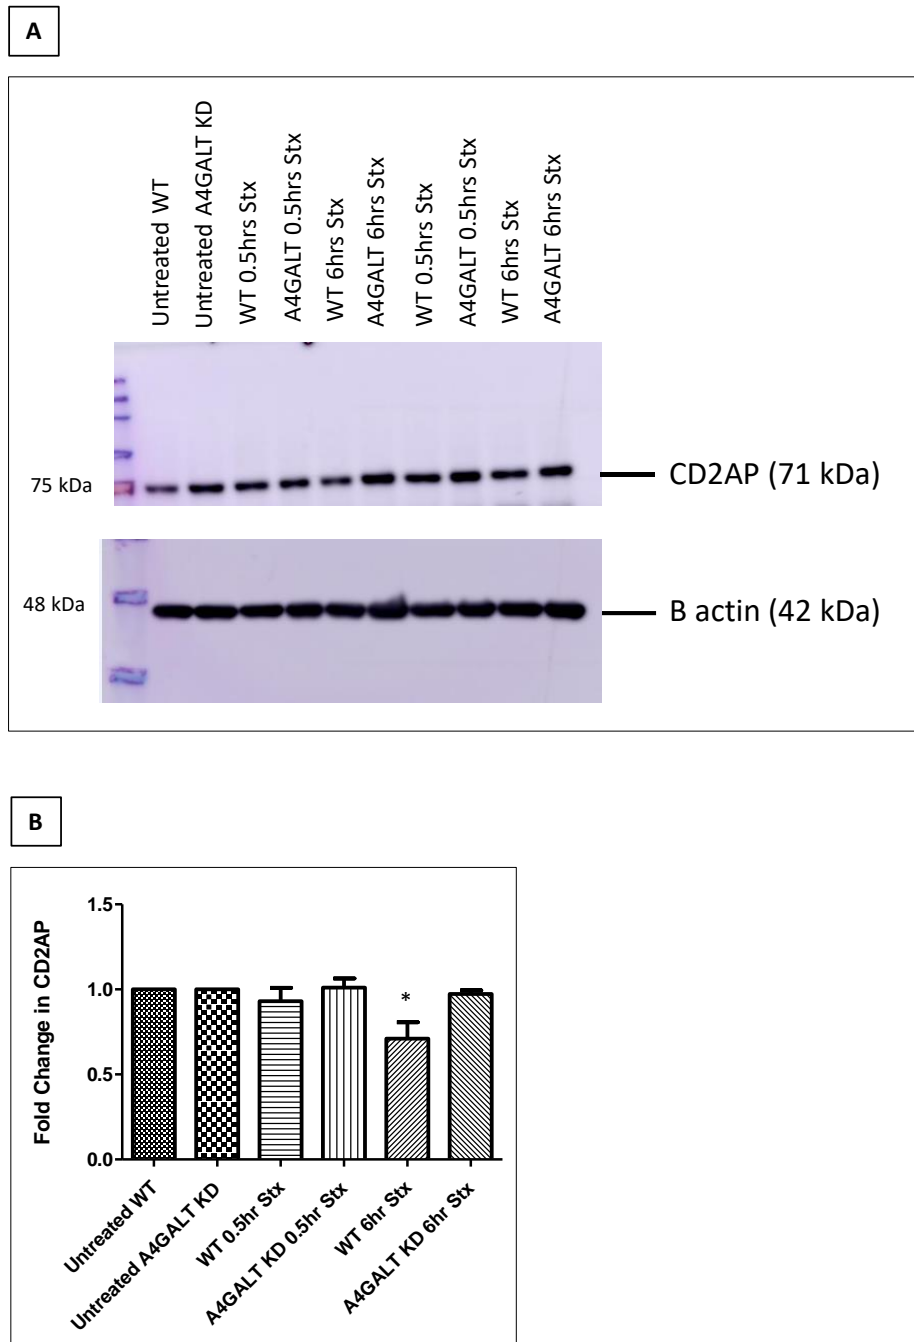 A
Untreated WT
Untreated A4GALT KD
WT 0.5hrs Stx
A4GALT 0.5hrs Stx
WT 6hrs Stx
A4GALT 6hrs Stx
WT 0.5hrs Stx
A4GALT 0.5hrs Stx
WT 6hrs Stx
A4GALT 6hrs Stx
75 kDa
CD2AP (71 kDa)
48 kDa
B actin (42 kDa)
B
Fold Change in CD2AP
1.5
1.0
0.5
0.0
*
Untreated WT
Untreated A4GALT KD
WT 0.5hr Stx
A4GALT KD 0.5hr Stx
WT 6hr Stx
A4GALT KD 6hr Stx